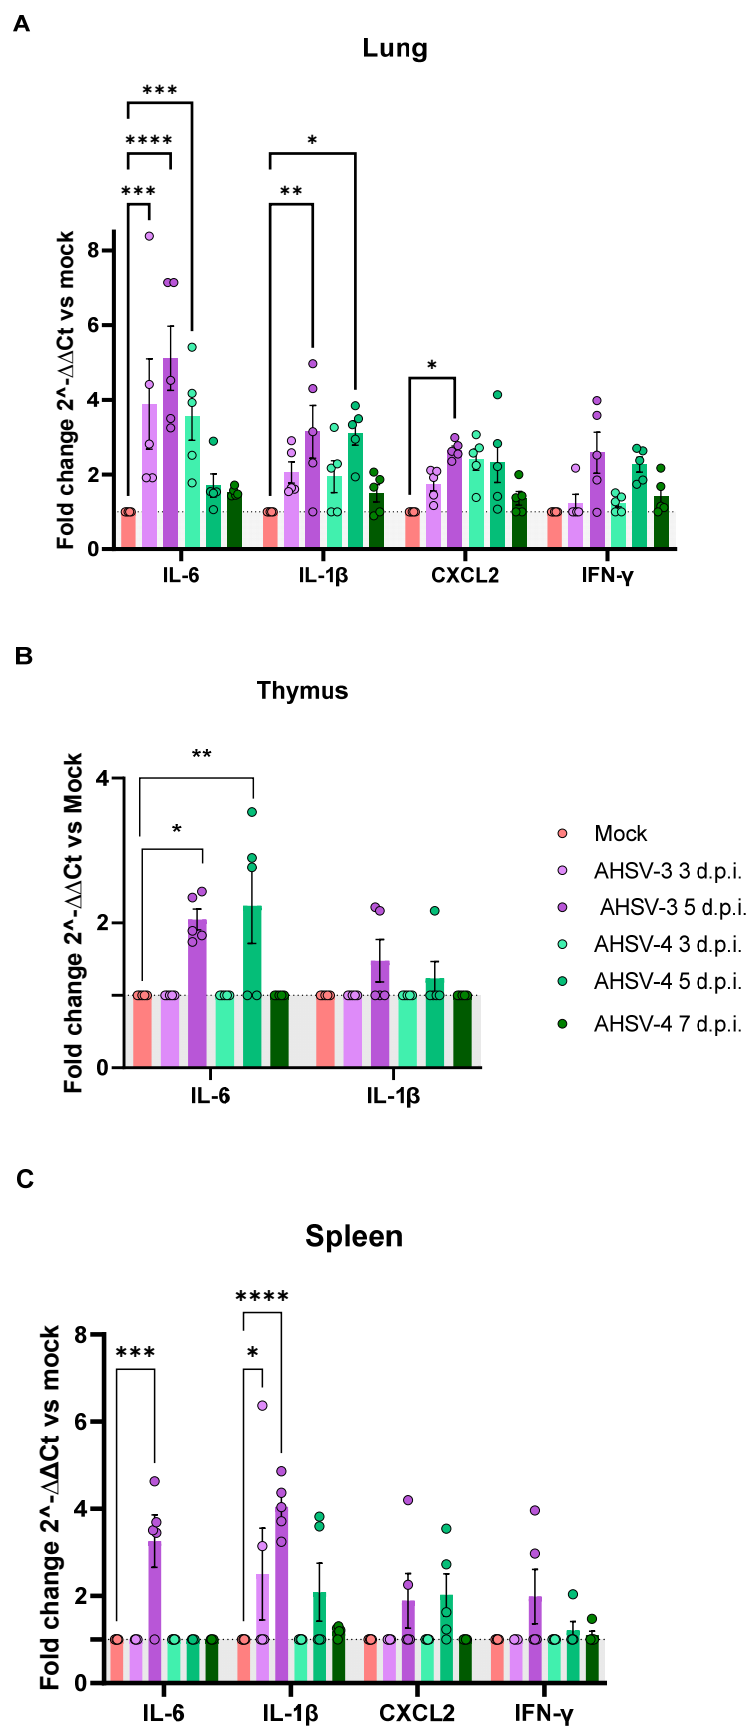 A
Lung
***
****
*
***
**
*
Fold change 2^-∆∆Ct vs mock
8
6
4
2
0
IL-6 IL-1β CXCL2 IFN-γ
B
Thymus
**
*
Fold change 2^-∆∆Ct vs Mock
4
2
0
IL-6 IL-1β
Mock
AHSV-3 3 d.p.i.
AHSV-3 5 d.p.i.
AHSV-4 3 d.p.i.
AHSV-4 5 d.p.i.
AHSV-4 7 d.p.i.
C
Spleen
****
***
*
Fold change 2^-∆∆Ct vs mock
8
6
4
2
0
IL-6 IL-1β CXCL2 IFN-γ